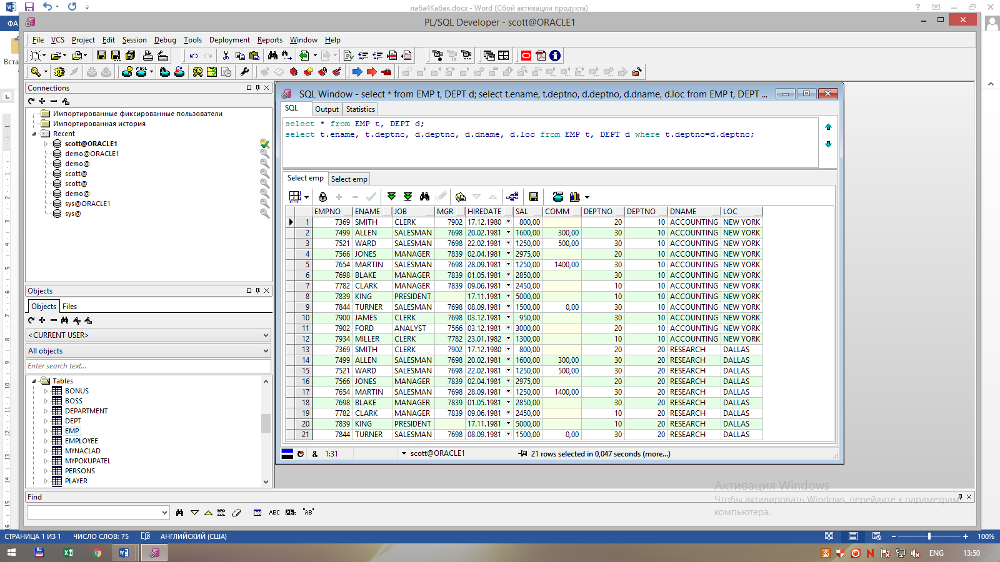 лаба4Кабак.docx - Word (Сбой активации продукта)
ФА
Вста
PL/SQL Developer - scott@ORACLE1
File VCS Project Edit Session Debug Tools Deployment Reports Window Help
Connections
Импортированные фиксированные пользователи
Импортированная история
Recent
scott@ORACLE1
demo@ORACLE1
demo@
scott@
scott@
demo@
sys@ORACLE1
sys@
Objects
Objects Files
<CURRENT USER>
All objects
Enter search text...
Tables
BONUS
BOSS
DEPARTMENT
DEPT
EMP
EMPLOYEE
MYNACLAD
MYPOKUPATEL
PERSONS
PLAYER
SQL Window - select * from EMP t, DEPT d; select t.ename, t.deptno, d.deptno, d.dname, d.loc from EMP t, DEPT ...
SQL Output Statistics
select * from EMP t, DEPT d;
select t.ename, t.deptno, d.deptno, d.dname, d.loc from EMP t, DEPT d where t.deptno=d.deptno;
Select emp Select emp
EMPNO ENAME JOB MGR HIREDATE SAL COMM DEPTNO DEPTNO DNAME LOC
1 7369 SMITH CLERK 7902 17.12.1980 800,00 20 10 ACCOUNTING NEW YORK
2 7499 ALLEN SALESMAN 7698 20.02.1981 1600,00 300,00 30 10 ACCOUNTING NEW YORK
3 7521 WARD SALESMAN 7698 22.02.1981 1250,00 500,00 30 10 ACCOUNTING NEW YORK
4 7566 JONES MANAGER 7839 02.04.1981 2975,00 20 10 ACCOUNTING NEW YORK
5 7654 MARTIN SALESMAN 7698 28.09.1981 1250,00 1400,00 30 10 ACCOUNTING NEW YORK
6 7698 BLAKE MANAGER 7839 01.05.1981 2850,00 30 10 ACCOUNTING NEW YORK
7 7782 CLARK MANAGER 7839 09.06.1981 2450,00 10 10 ACCOUNTING NEW YORK
8 7839 KING PRESIDENT 17.11.1981 5000,00 10 10 ACCOUNTING NEW YORK
9 7844 TURNER SALESMAN 7698 08.09.1981 1500,00 0,00 30 10 ACCOUNTING NEW YORK
10 7900 JAMES CLERK 7698 03.12.1981 950,00 30 10 ACCOUNTING NEW YORK
11 7902 FORD ANALYST 7566 03.12.1981 3000,00 20 10 ACCOUNTING NEW YORK
12 7934 MILLER CLERK 7782 23.01.1982 1300,00 10 10 ACCOUNTING NEW YORK
13 7369 SMITH CLERK 7902 17.12.1980 800,00 20 20 RESEARCH DALLAS
14 7499 ALLEN SALESMAN 7698 20.02.1981 1600,00 300,00 30 20 RESEARCH DALLAS
15 7521 WARD SALESMAN 7698 22.02.1981 1250,00 500,00 30 20 RESEARCH DALLAS
16 7566 JONES MANAGER 7839 02.04.1981 2975,00 20 20 RESEARCH DALLAS
17 7654 MARTIN SALESMAN 7698 28.09.1981 1250,00 1400,00 30 20 RESEARCH DALLAS
18 7698 BLAKE MANAGER 7839 01.05.1981 2850,00 30 20 RESEARCH DALLAS
19 7782 CLARK MANAGER 7839 09.06.1981 2450,00 10 20 RESEARCH DALLAS
20 7839 KING PRESIDENT 17.11.1981 5000,00 10 20 RESEARCH DALLAS
21 7844 TURNER SALESMAN 7698 08.09.1981 1500,00 0,00 30 20 RESEARCH DALLAS
& 1:31 scott@ORACLE1 21 rows selected in 0,047 seconds (more...)
Активация Windows
Чтобы активировать Windows, перейдите к параметрам
компьютера.
Find
ABC "AB"
СТРАНИЦА 1 ИЗ 1 ЧИСЛО СЛОВ: 75 АНГЛИЙСКИЙ (США) 100%
ENG 13:50